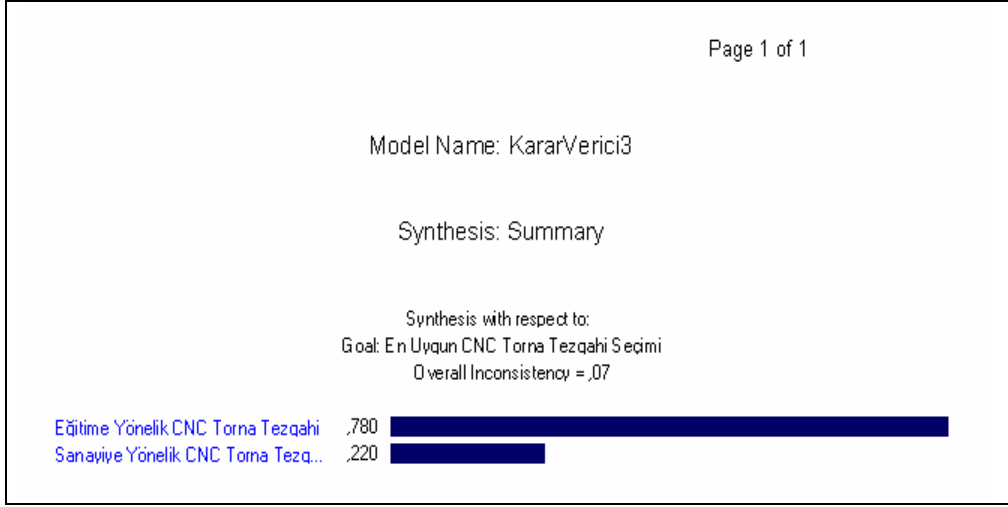 Page 1 of 1
Model Name: KararVerici3
Synthesis: Summary
Synthesis with respect to:
Goal: En Uygun CNC Torna Tezgahi Seçimi
Overall Inconsistency = ,07
Eğitime Yönelik CNC Torna Tezgahi ,780
Sanayiye Yönelik CNC Torna Tezg... ,220